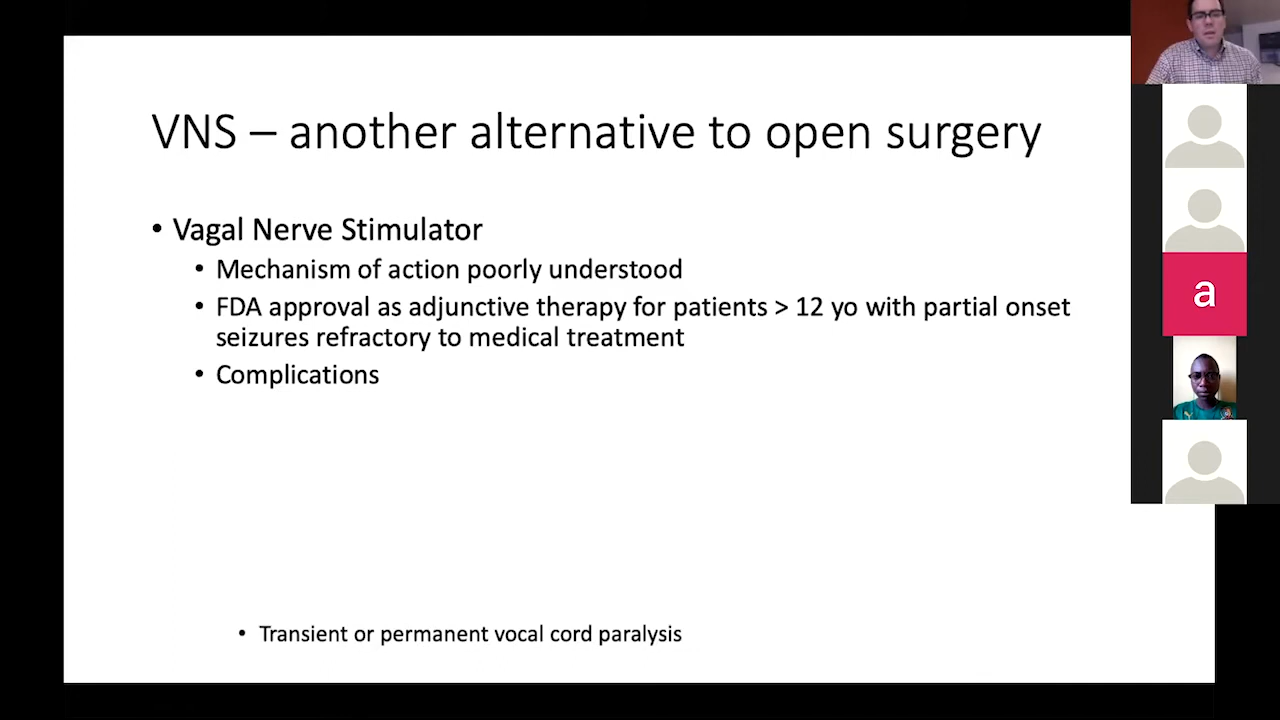 VNS – another alternative to open surgery
• Vagal Nerve Stimulator
• Mechanism of action poorly understood
• FDA approval as adjunctive therapy for patients > 12 yo with partial onset
seizures refractory to medical treatment
• Complications
• Transient or permanent vocal cord paralysis
a